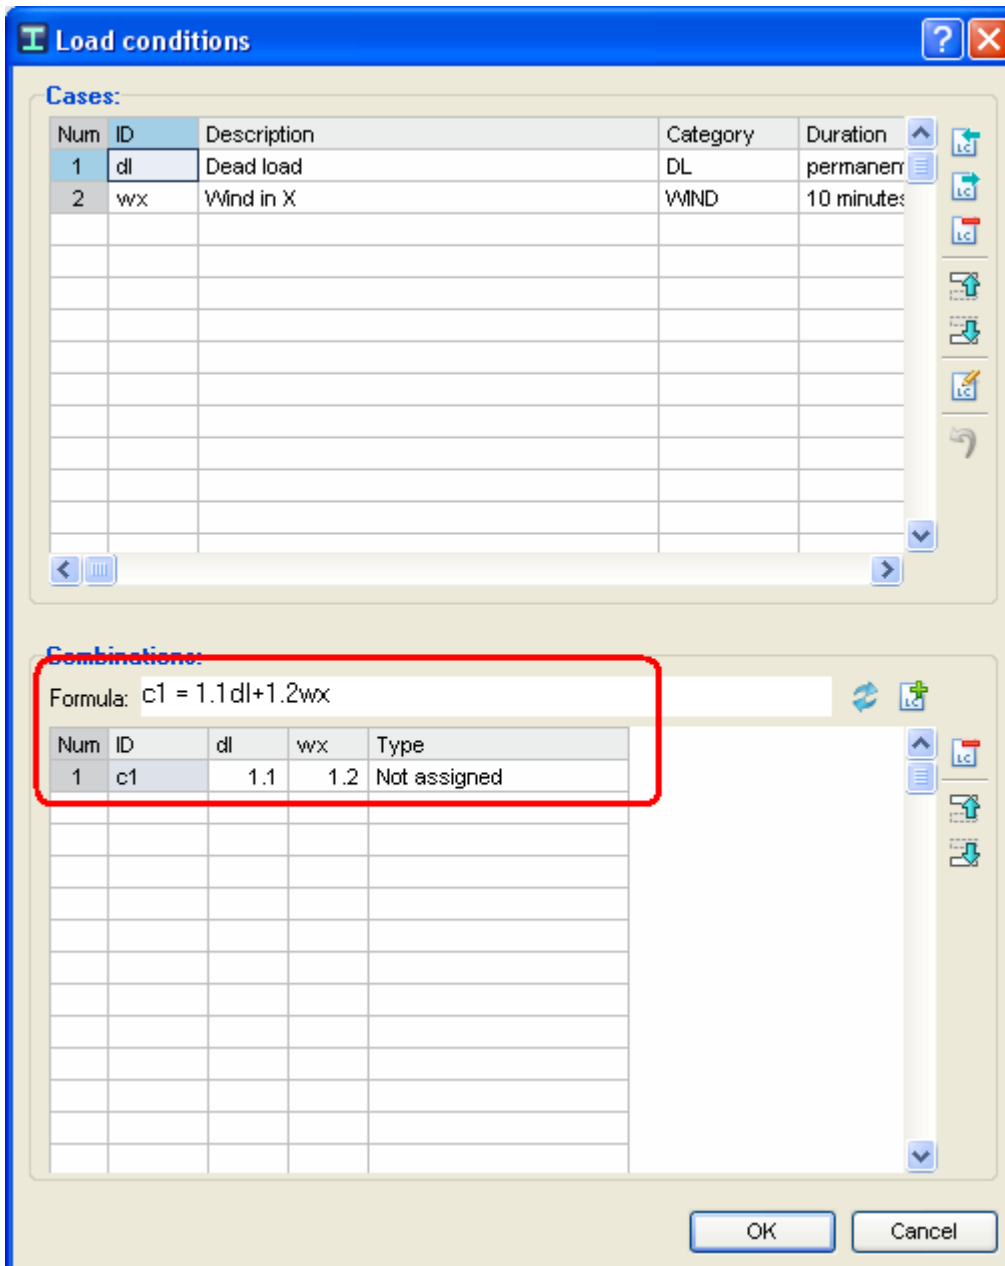 Load conditions
Cases:
Num ID Description Category Duration
1 dl Dead load DL permanen
2 wx Wind in X WIND 10 minutes
Combinations:
Formula: c1 = 1.1dl+1.2wx
Num ID dl wx Type
1 c1 1.1 1.2 Not assigned
OK Cancel